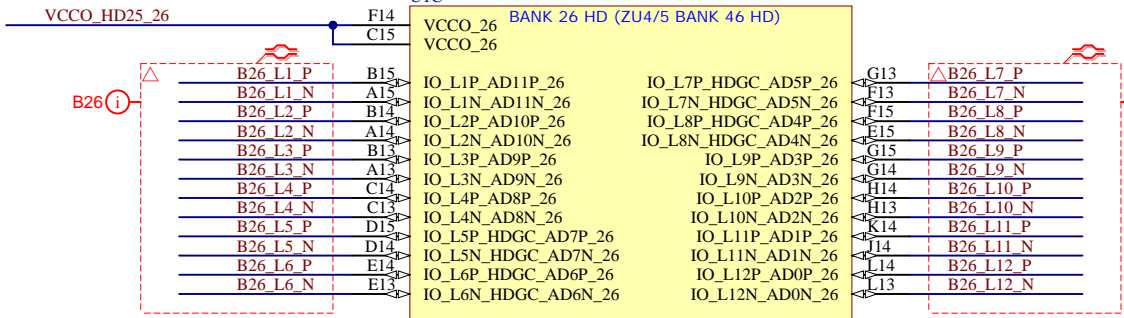 VCCO_HD25_26
F14
C15
VCCO_26
VCCO_26
BANK 26 HD (ZU4/5 BANK 46 HD)
B26 i
B26_L1_P B15 IO_L1P_AD11P_26 IO_L7P_HDGC_AD5P_26 G13 B26_L7_P
B26_L1_N A15 IO_L1N_AD11N_26 IO_L7N_HDGC_AD5N_26 F13 B26_L7_N
B26_L2_P B14 IO_L2P_AD10P_26 IO_L8P_HDGC_AD4P_26 F15 B26_L8_P
B26_L2_N A14 IO_L2N_AD10N_26 IO_L8N_HDGC_AD4N_26 E15 B26_L8_N
B26_L3_P B13 IO_L3P_AD9P_26 IO_L9P_AD3P_26 G15 B26_L9_P
B26_L3_N A13 IO_L3N_AD9N_26 IO_L9N_AD3N_26 G14 B26_L9_N
B26_L4_P C14 IO_L4P_AD8P_26 IO_L10P_AD2P_26 H14 B26_L10_P
B26_L4_N C13 IO_L4N_AD8N_26 IO_L10N_AD2N_26 H13 B26_L10_N
B26_L5_P D15 IO_L5P_HDGC_AD7P_26 IO_L11P_AD1P_26 K14 B26_L11_P
B26_L5_N D14 IO_L5N_HDGC_AD7N_26 IO_L11N_AD1N_26 J14 B26_L11_N
B26_L6_P E14 IO_L6P_HDGC_AD6P_26 IO_L12P_AD0P_26 L14 B26_L12_P
B26_L6_N E13 IO_L6N_HDGC_AD6N_26 IO_L12N_AD0N_26 L13 B26_L12_N